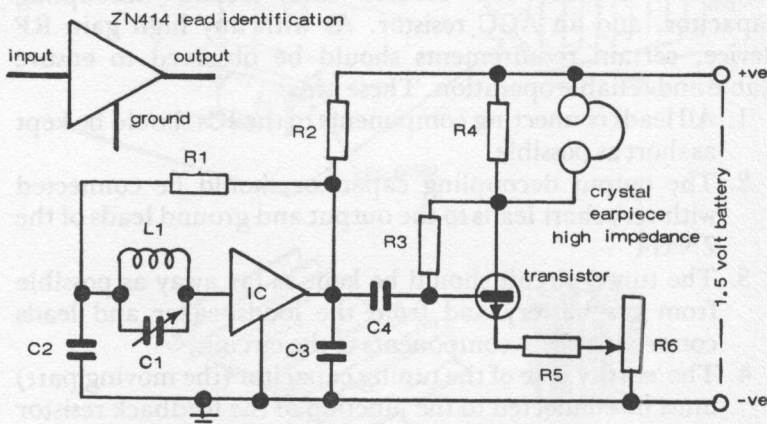 ZN414 lead identification
input
output
ground
+ve
R2
R4
R1
crystal
earpiece
high impedance
L1
R3
1.5 volt battery
IC
transistor
C4
C2
C1
C3
R5
R6
-ve